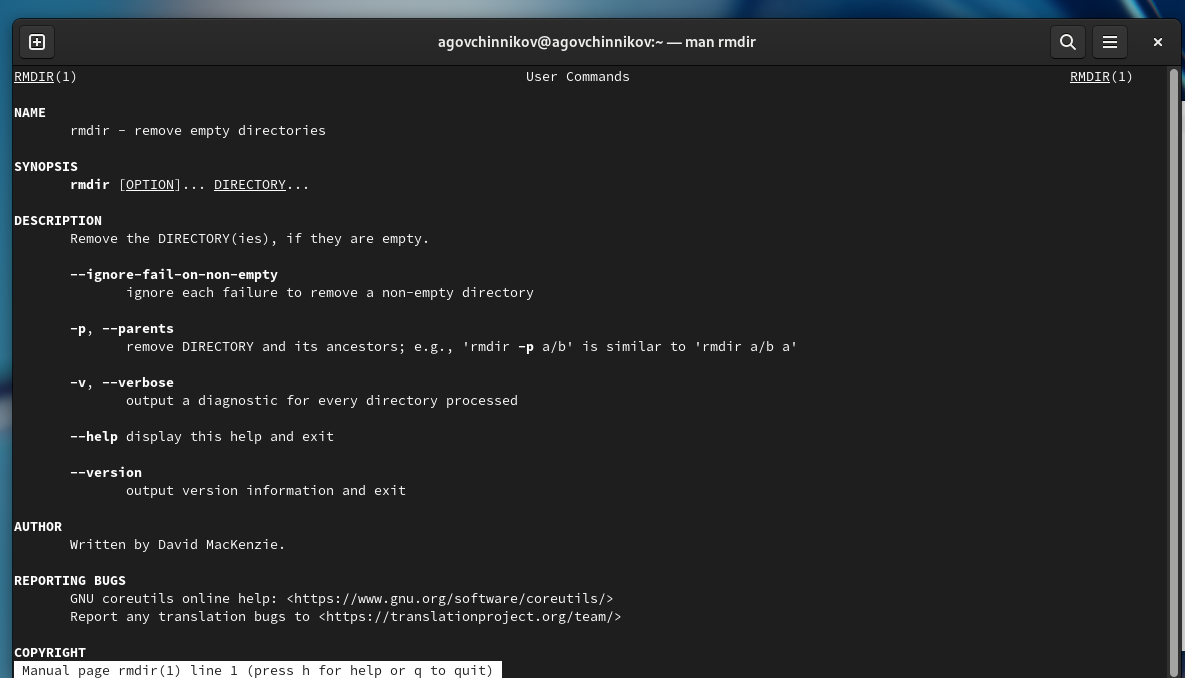 agovchinnikov@agovchinnikov:~ — man rmdir
RMDIR(1) User Commands RMDIR(1)
NAME
rmdir - remove empty directories
SYNOPSIS
rmdir [OPTION]... DIRECTORY...
DESCRIPTION
Remove the DIRECTORY(ies), if they are empty.
--ignore-fail-on-non-empty
ignore each failure to remove a non-empty directory
-p, --parents
remove DIRECTORY and its ancestors; e.g., 'rmdir -p a/b' is similar to 'rmdir a/b a'
-v, --verbose
output a diagnostic for every directory processed
--help display this help and exit
--version
output version information and exit
AUTHOR
Written by David MacKenzie.
REPORTING BUGS
GNU coreutils online help: <https://www.gnu.org/software/coreutils/>
Report any translation bugs to <https://translationproject.org/team/>
COPYRIGHT
Manual page rmdir(1) line 1 (press h for help or q to quit)